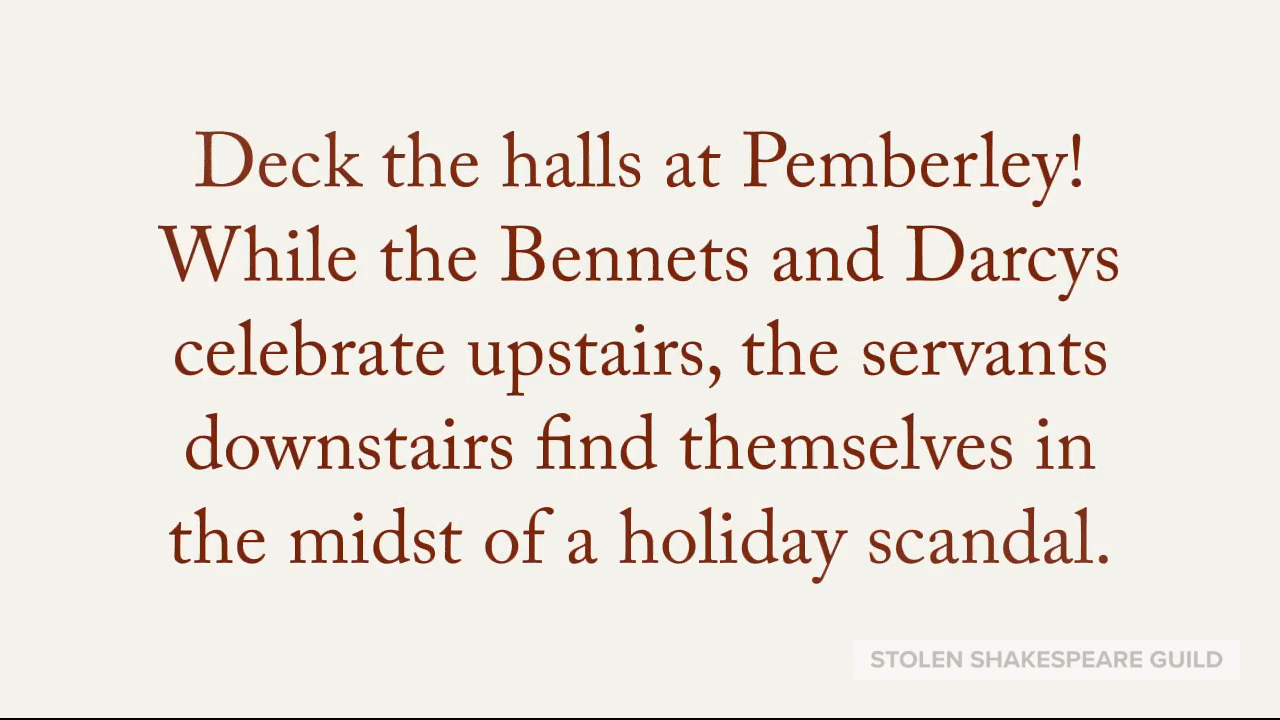 Deck the halls at Pemberley!
While the Bennets and Darcys
celebrate upstairs, the servants
downstairs find themselves in
the midst of a holiday scandal.
STOLEN SHAKESPEARE GUILD